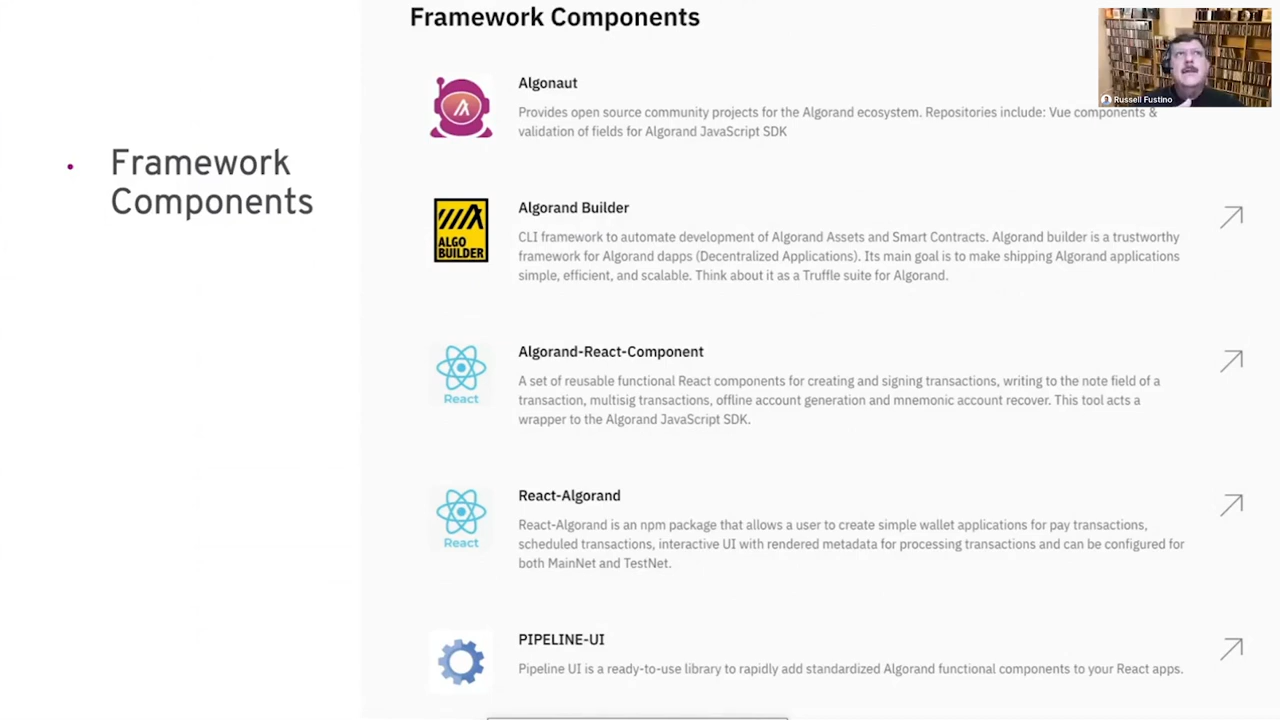 Framework Components
Russell Fustino
Framework
Components
Algonaut
Provides open source community projects for the Algorand ecosystem. Repositories include: Vue components &
validation of fields for Algorand JavaScript SDK
ALGO
BUILDER
Algorand Builder
CLI framework to automate development of Algorand Assets and Smart Contracts. Algorand builder is a trustworthy
framework for Algorand dapps (Decentralized Applications). Its main goal is to make shipping Algorand applications
simple, efficient, and scalable. Think about it as a Truffle suite for Algorand.
React
Algorand-React-Component
A set of reusable functional React components for creating and signing transactions, writing to the note field of a
transaction, multisig transactions, offline account generation and mnemonic account recover. This tool acts a
wrapper to the Algorand JavaScript SDK.
React
React-Algorand
React-Algorand is an npm package that allows a user to create simple wallet applications for pay transactions,
scheduled transactions, interactive UI with rendered metadata for processing transactions and can be configured for
both MainNet and TestNet.
PIPELINE-UI
Pipeline UI is a ready-to-use library to rapidly add standardized Algorand functional components to your React apps.